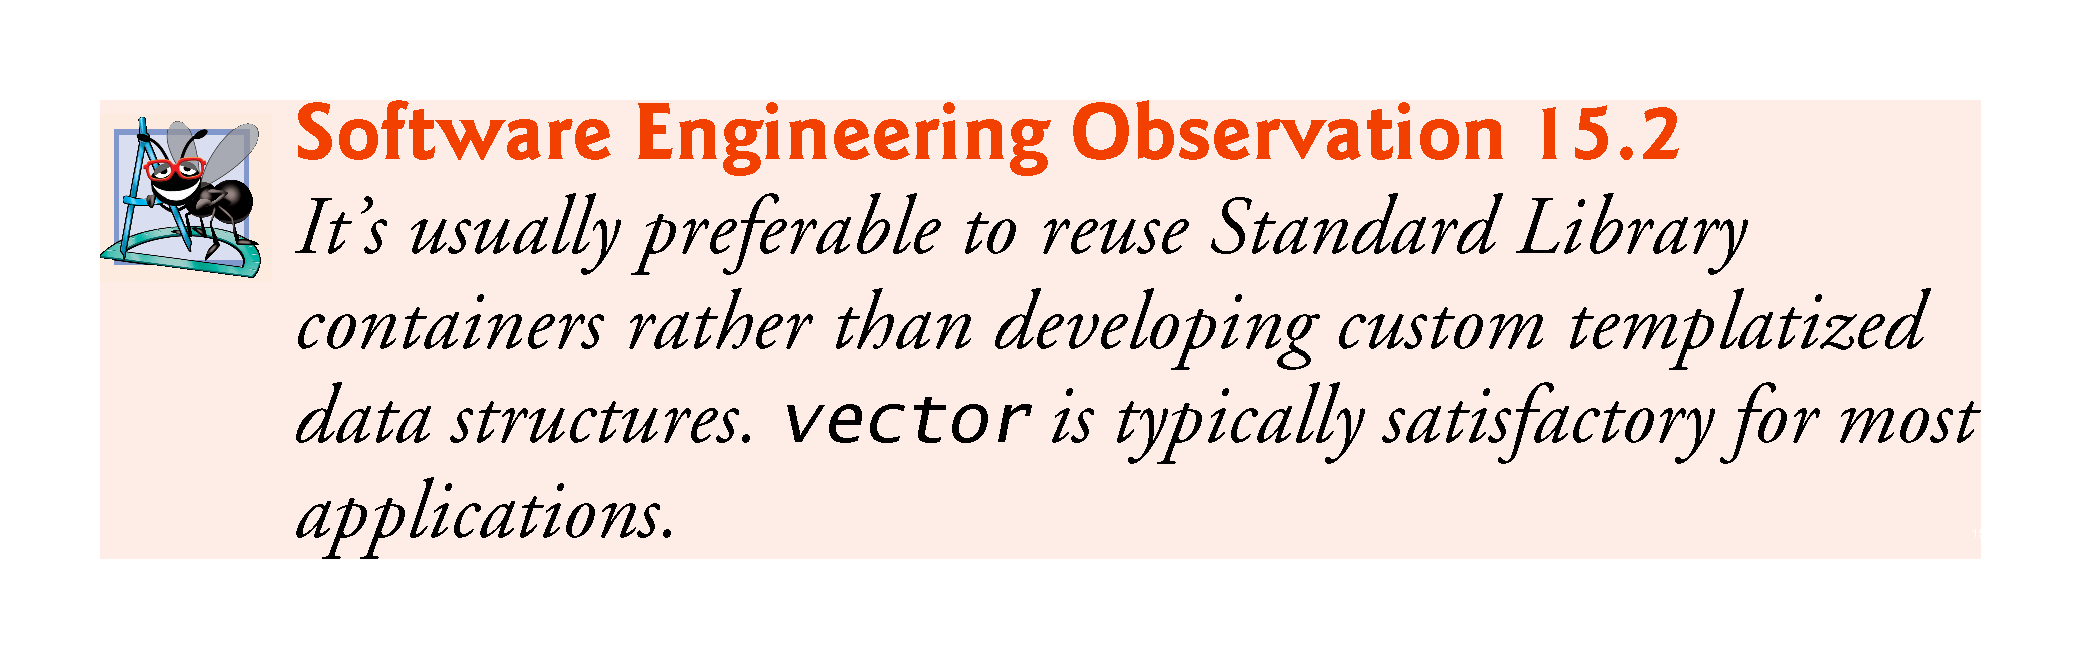 Software Engineering Observation 15.2
It’s usually preferable to reuse Standard Library
containers rather than developing custom templatized
data structures. vector is typically satisfactory for most
applications.